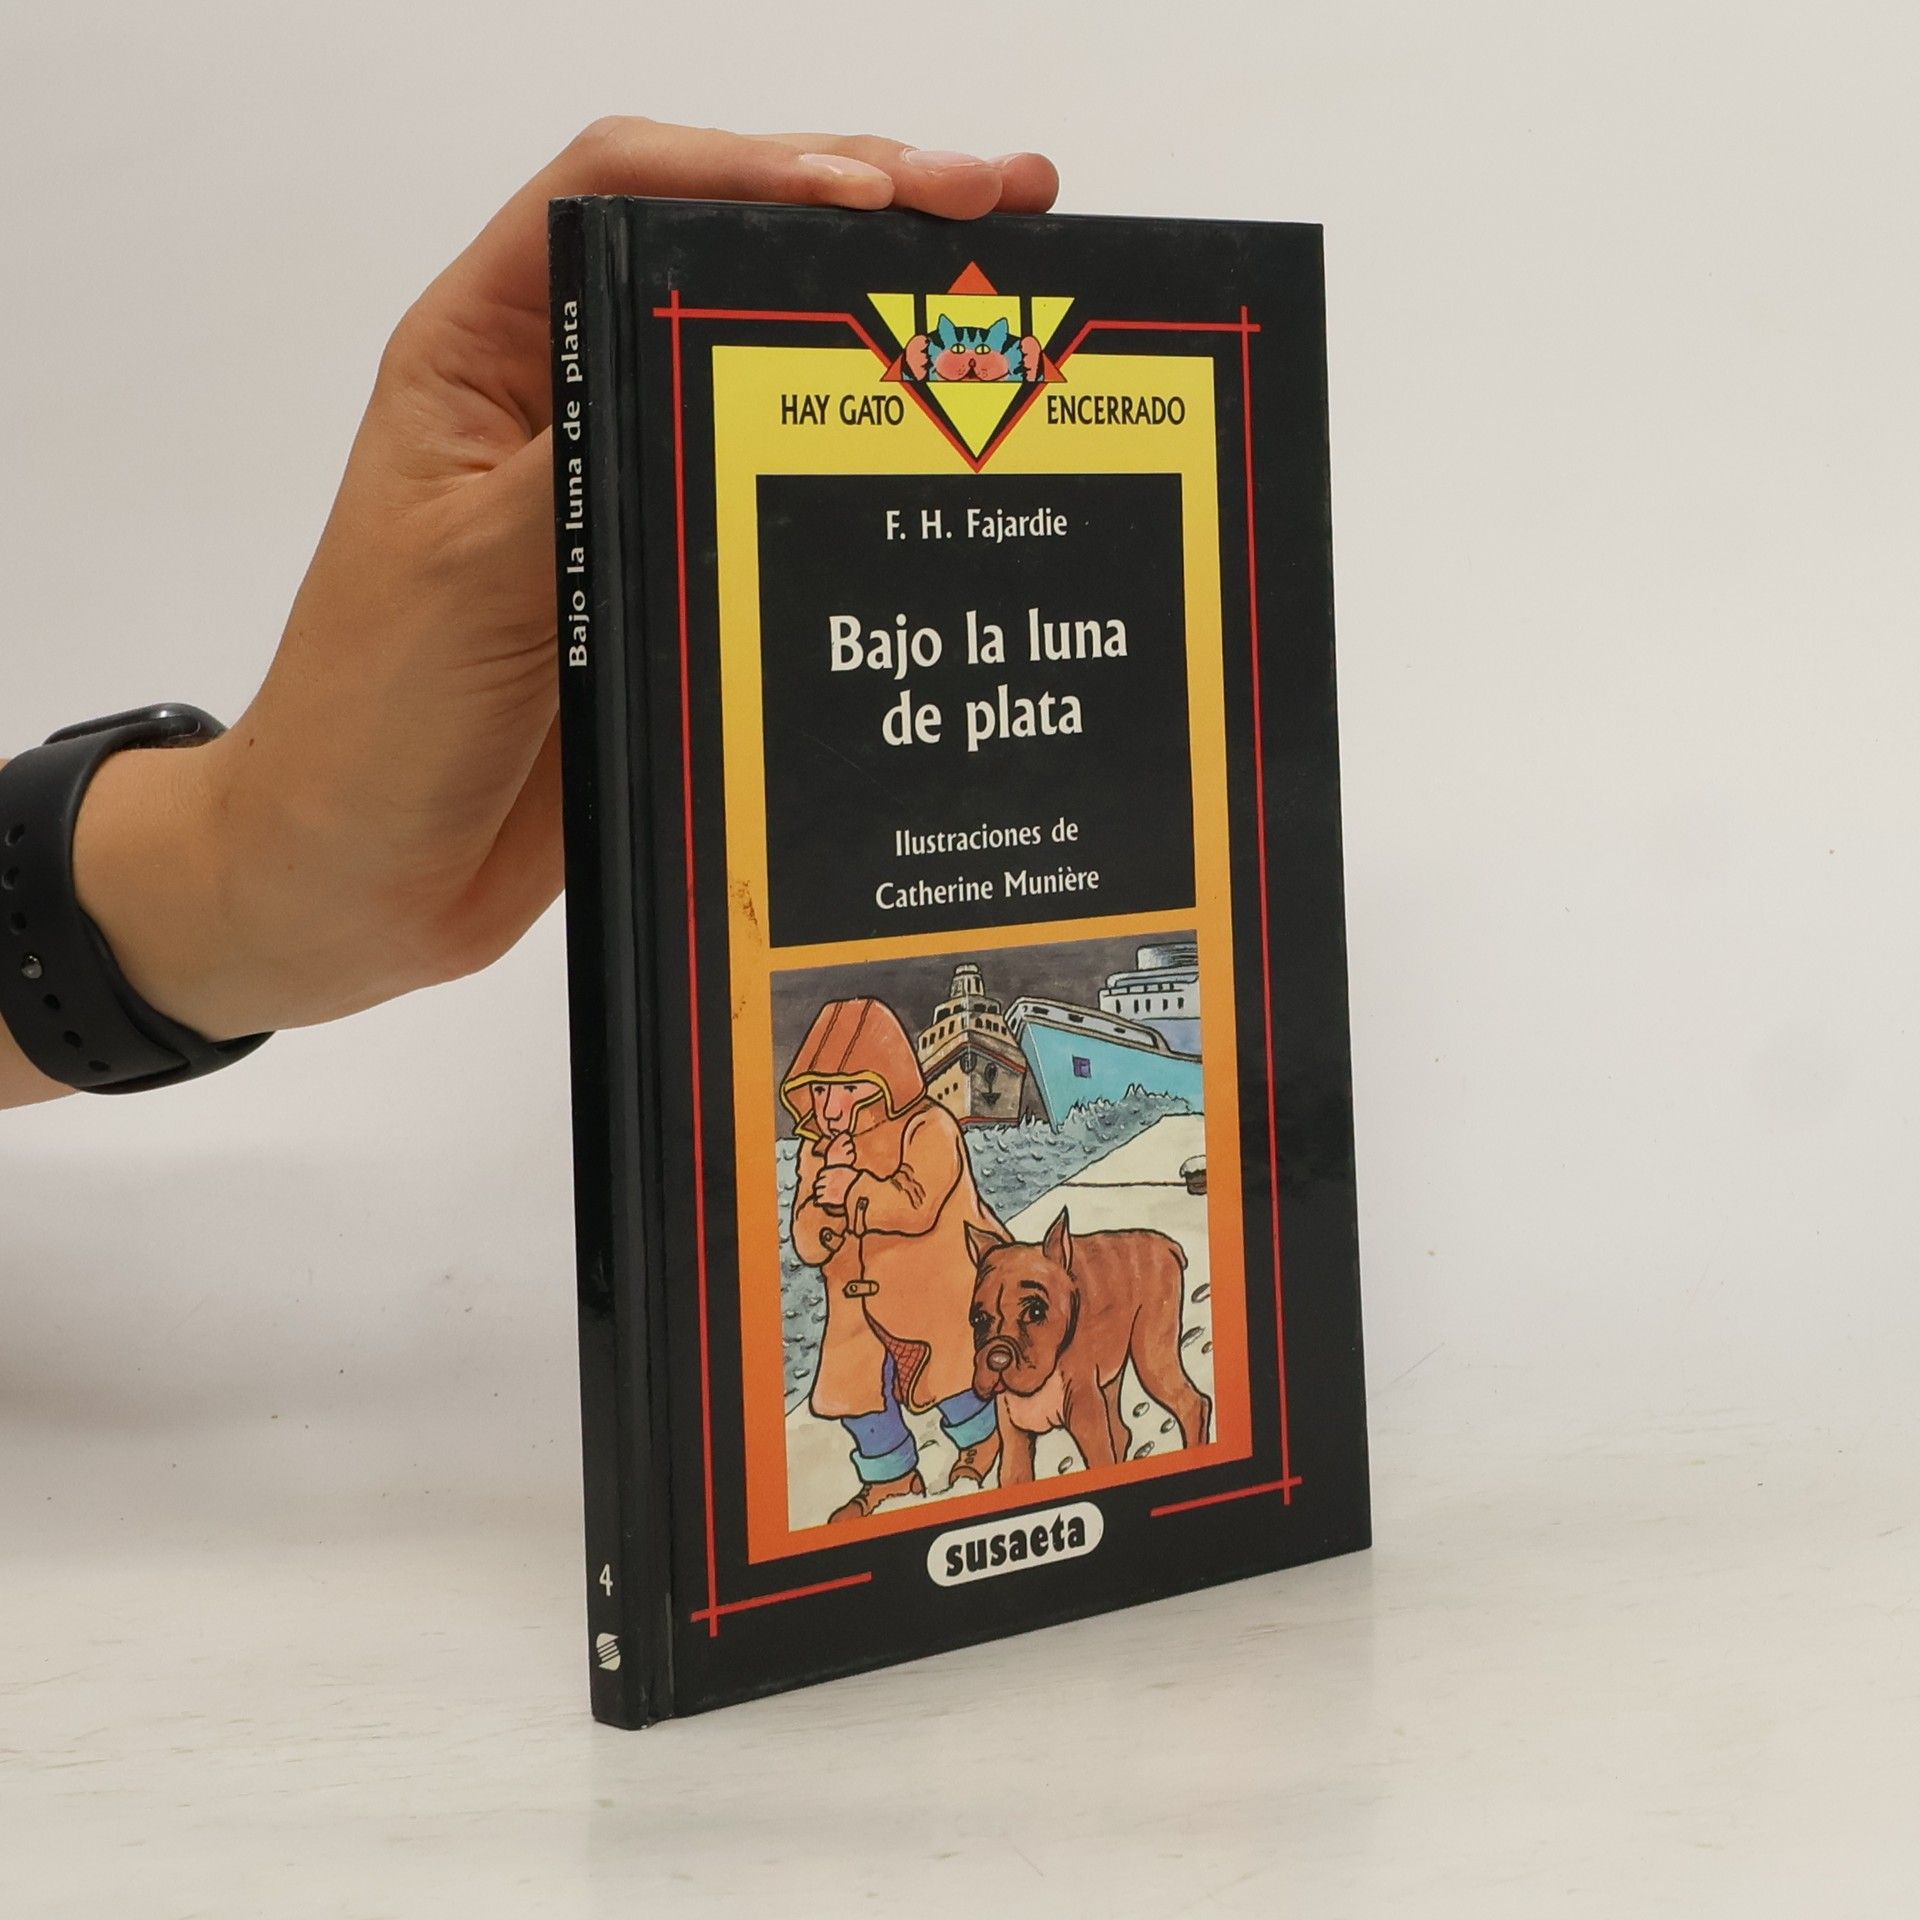 Bajo la luna de plata
4
HAY GATO ENCERRADO
F. H. Fajardie
Bajo la luna
de plata
Ilustraciones de
Catherine Munière
susaeta